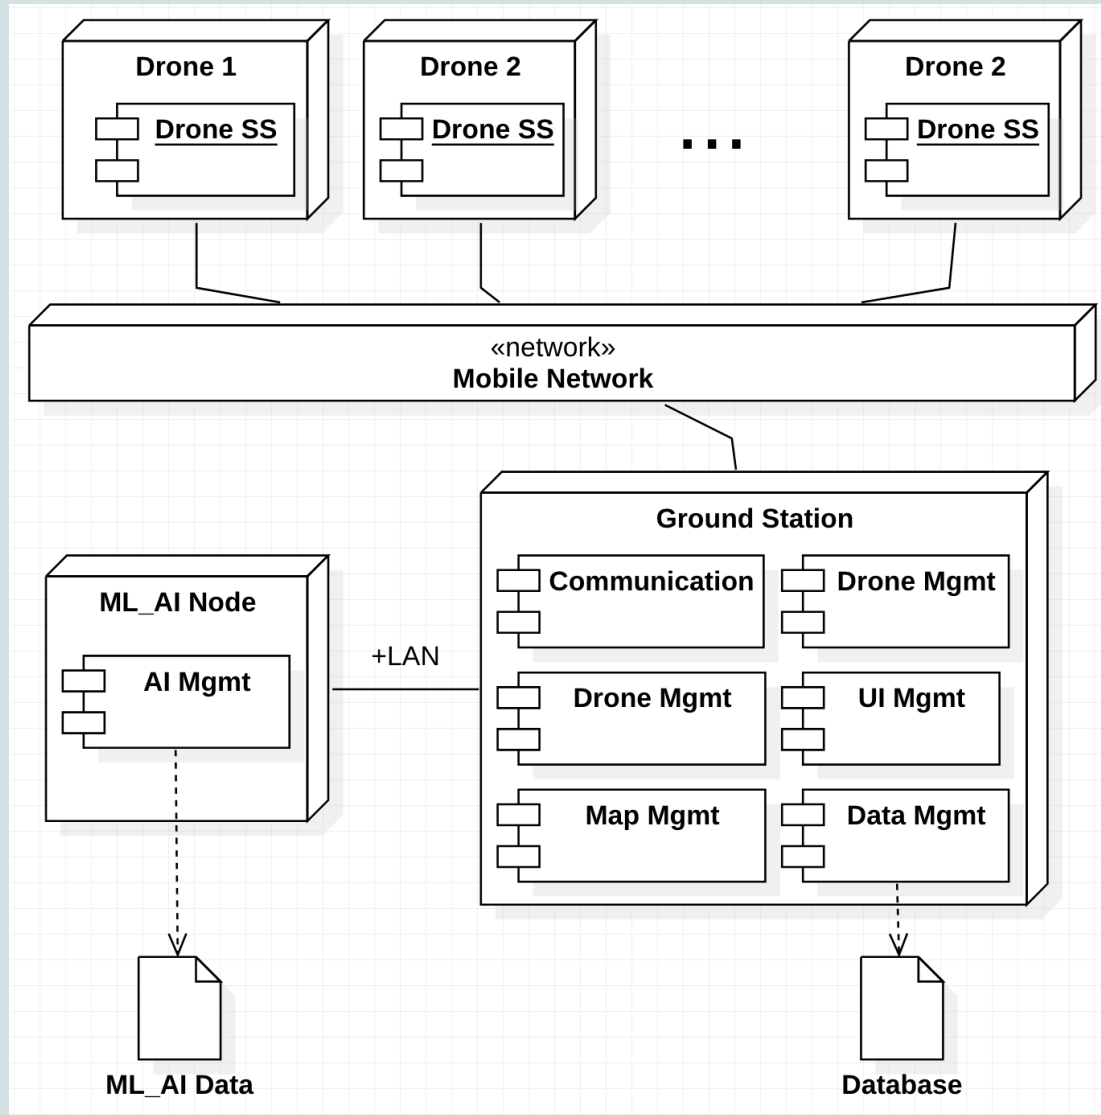 Drone 1
Drone SS
Drone 2
Drone SS
...
Drone 2
Drone SS
«network»
Mobile Network
Ground Station
Communication
Drone Mgmt
Drone Mgmt
UI Mgmt
Map Mgmt
Data Mgmt
ML_AI Node
AI Mgmt
+LAN
ML_AI Data
Database